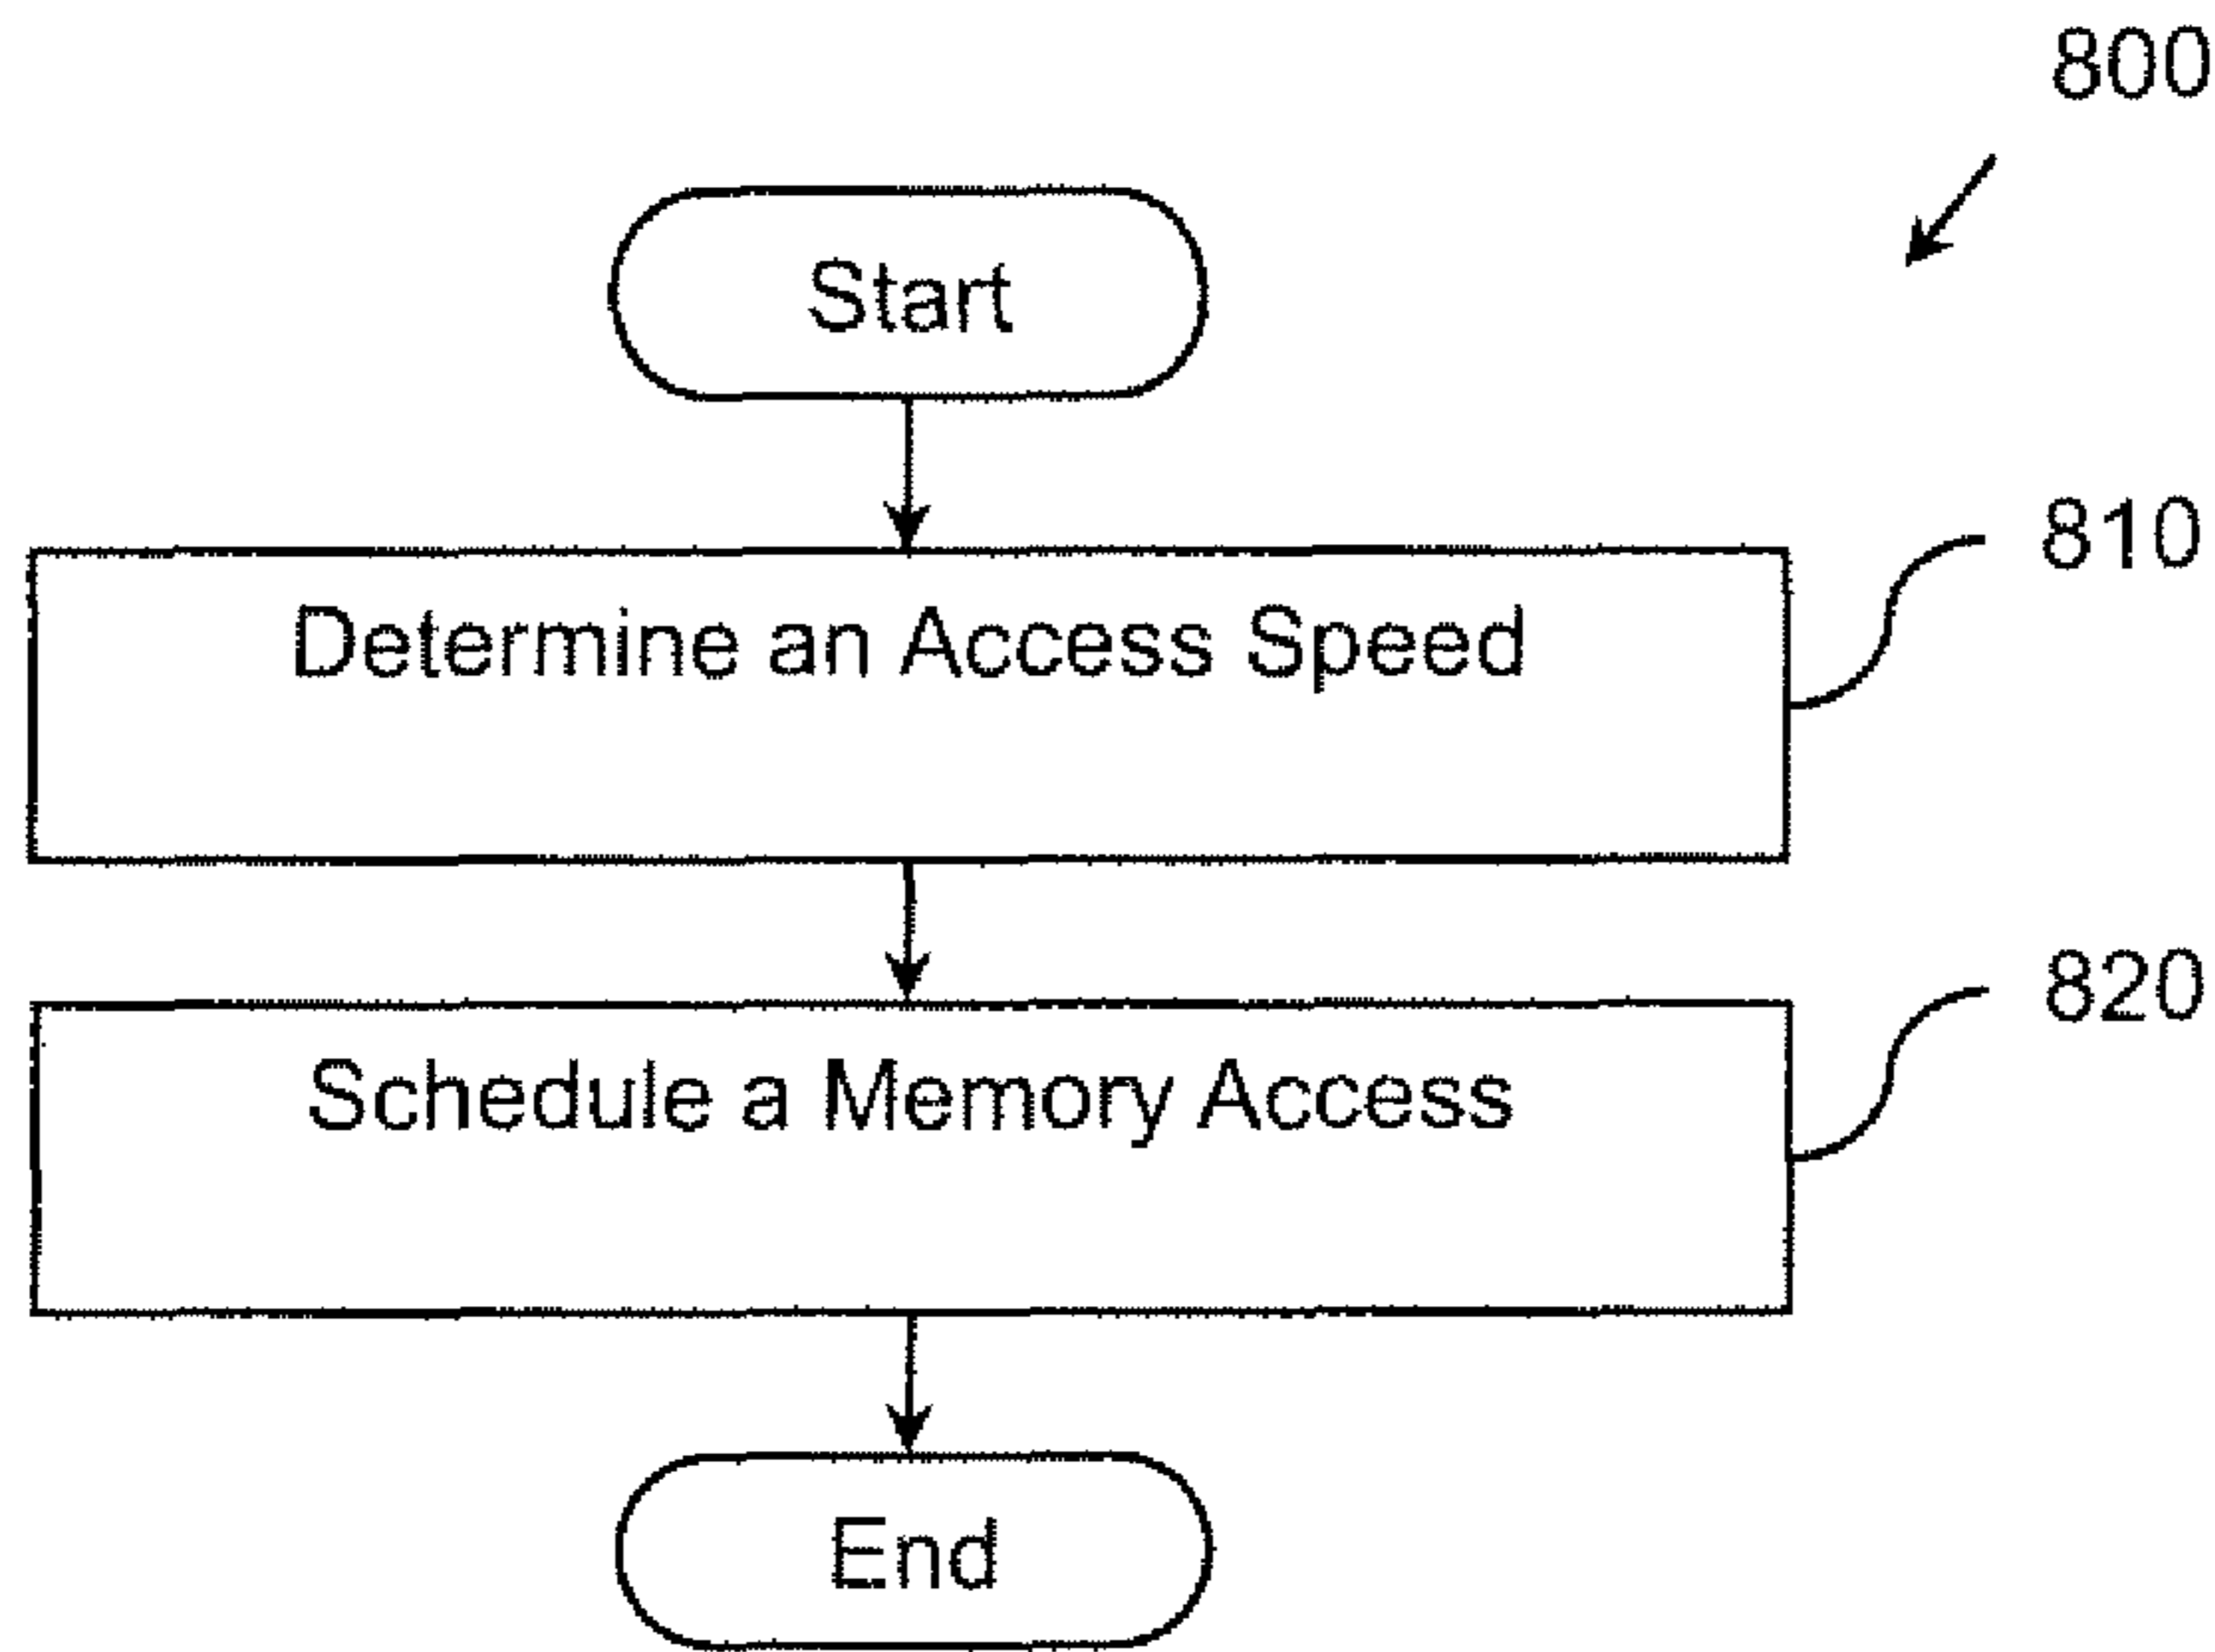 800
Start
Determine an Access Speed
810
Schedule a Memory Access
820
End